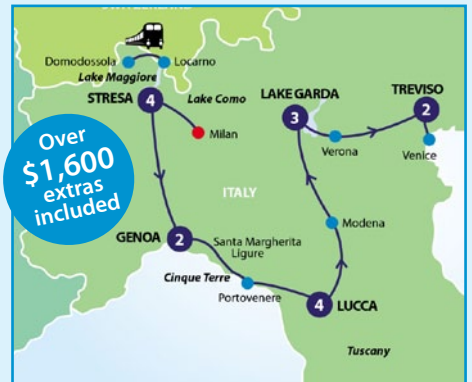 SWITZERLAND
Domodossola
Locarno
Lake Maggiore
STRESA
4
Lake Como
Milan
LAKE GARDA
3
TREVISO
2
Verona
Venice
Over
$1,600
extras
included
ITALY
Modena
GENOA
2
Santa Margherita
Ligure
Cinque Terre
Portovenere
4
LUCCA
Tuscany